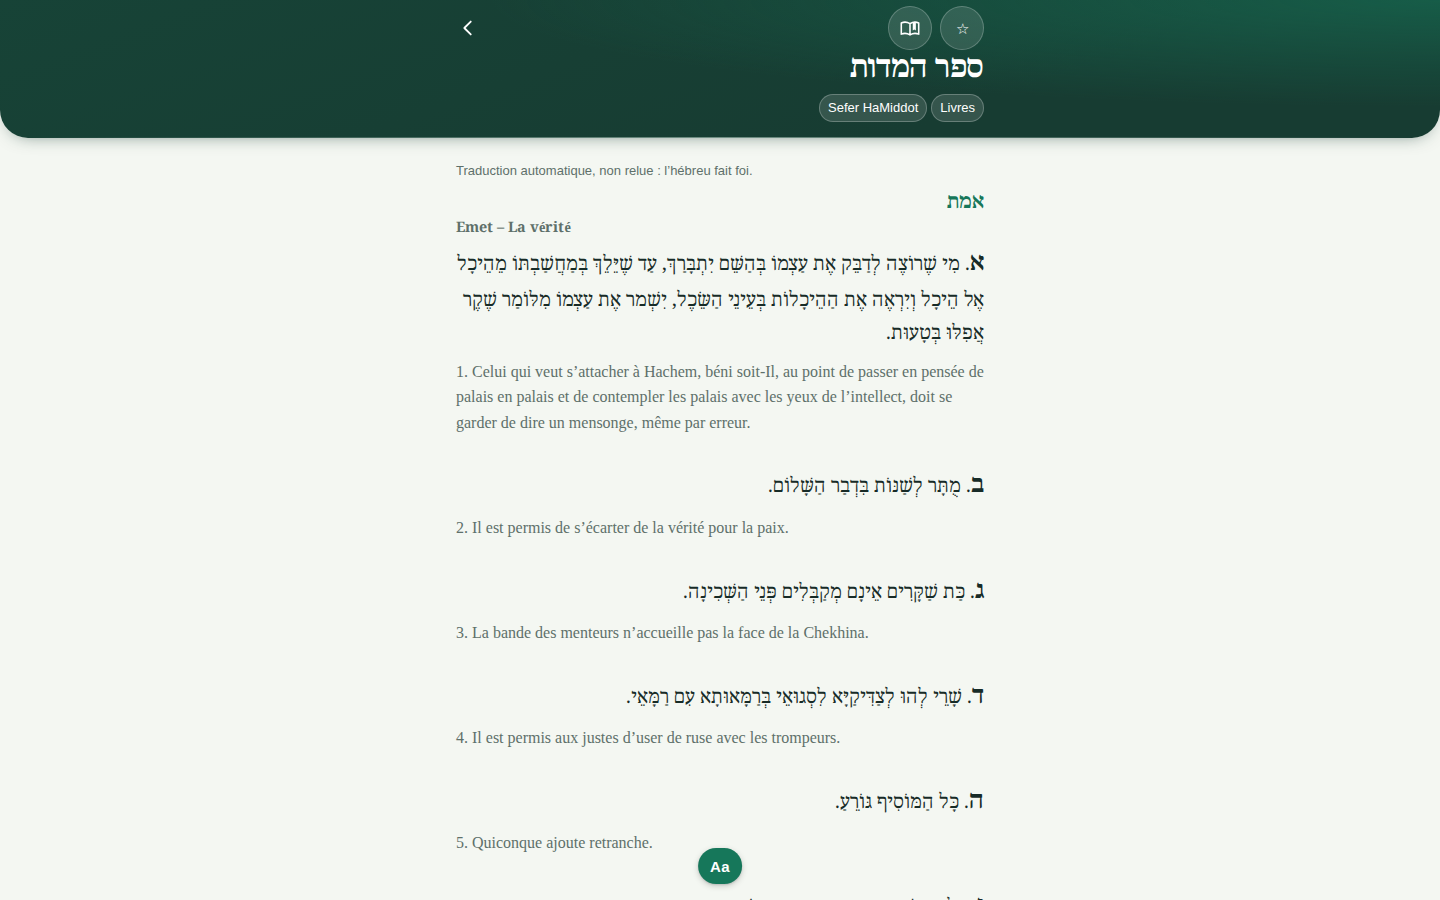 ☆
ספר המדות
Sefer HaMiddot
Livres
Traduction automatique, non relue : l’hébreu fait foi.
אמת
Emet – La vérité
א. מִי שֶׁרוֹצֶה לְדַבֵּק אֶת עַצְמוֹ בְּהַשֵּׁם יִתְבָּרַךְ, עַד שֶׁיֵּלֵךְ בְּמַחֲשַׁבְתּוֹ מֵהֵיכָל
אֶל הֵיכָל וְיִרְאֶה אֶת הַהֵיכָלוֹת בְּעֵינֵי הַשֵּׂכֶל, יִשְׁמֹר אֶת עַצְמוֹ מִלּוֹמַר שֶׁקֶר
אֲפִלּוּ בְּטָעוּת.
1. Celui qui veut s’attacher à Hachem, béni soit-Il, au point de passer en pensée de
palais en palais et de contempler les palais avec les yeux de l’intellect, doit se
garder de dire un mensonge, même par erreur.
ב. מֻתָּר לְשַׁנּוֹת בִּדְבַר הַשָּׁלוֹם.
2. Il est permis de s’écarter de la vérité pour la paix.
ג. כַּת שַׁקָּרִים אֵינָם מְקַבְּלִים פְּנֵי הַשְּׁכִינָה.
3. La bande des menteurs n’accueille pas la face de la Chekhina.
ד. שָׁרֵי לְהוּ לְצַדִּיקַיָּא לִסְגוּאֵי בְּרַמָּאוּתָא עִם רַמָּאֵי.
4. Il est permis aux justes d’user de ruse avec les trompeurs.
ה. כָּל הַמּוֹסִיף גּוֹרֵעַ.
5. Quiconque ajoute retranche.
Aa